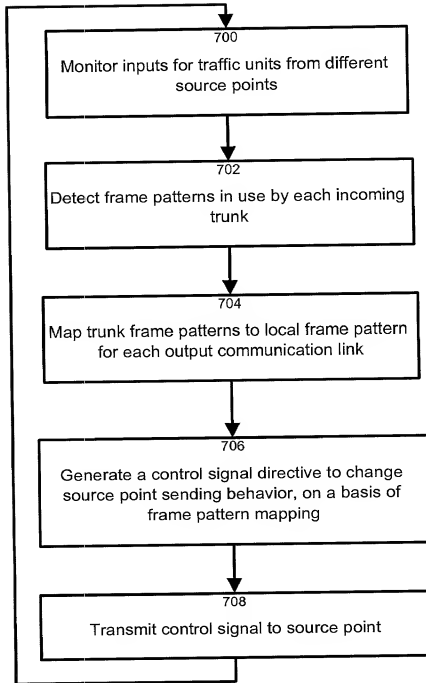 700
Monitor inputs for traffic units from different
source points
702
Detect frame patterns in use by each incoming
trunk
704
Map trunk frame patterns to local frame pattern
for each output communication link
706
Generate a control signal directive to change
source point sending behavior, on a basis of
frame pattern mapping
708
Transmit control signal to source point